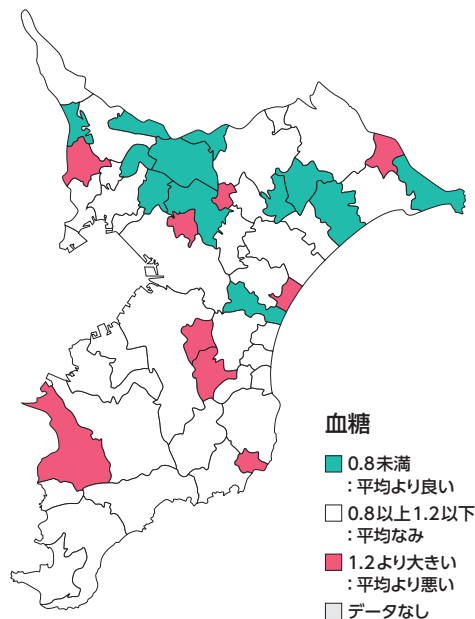 血糖
0.8未満
：平均より良い
0.8以上1.2以下
：平均なみ
1.2より大きい
：平均より悪い
データなし